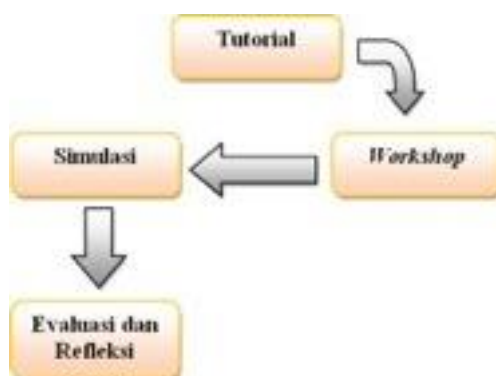 Tutorial
Workshop
Simulasi
Evaluasi dan
Refleksi